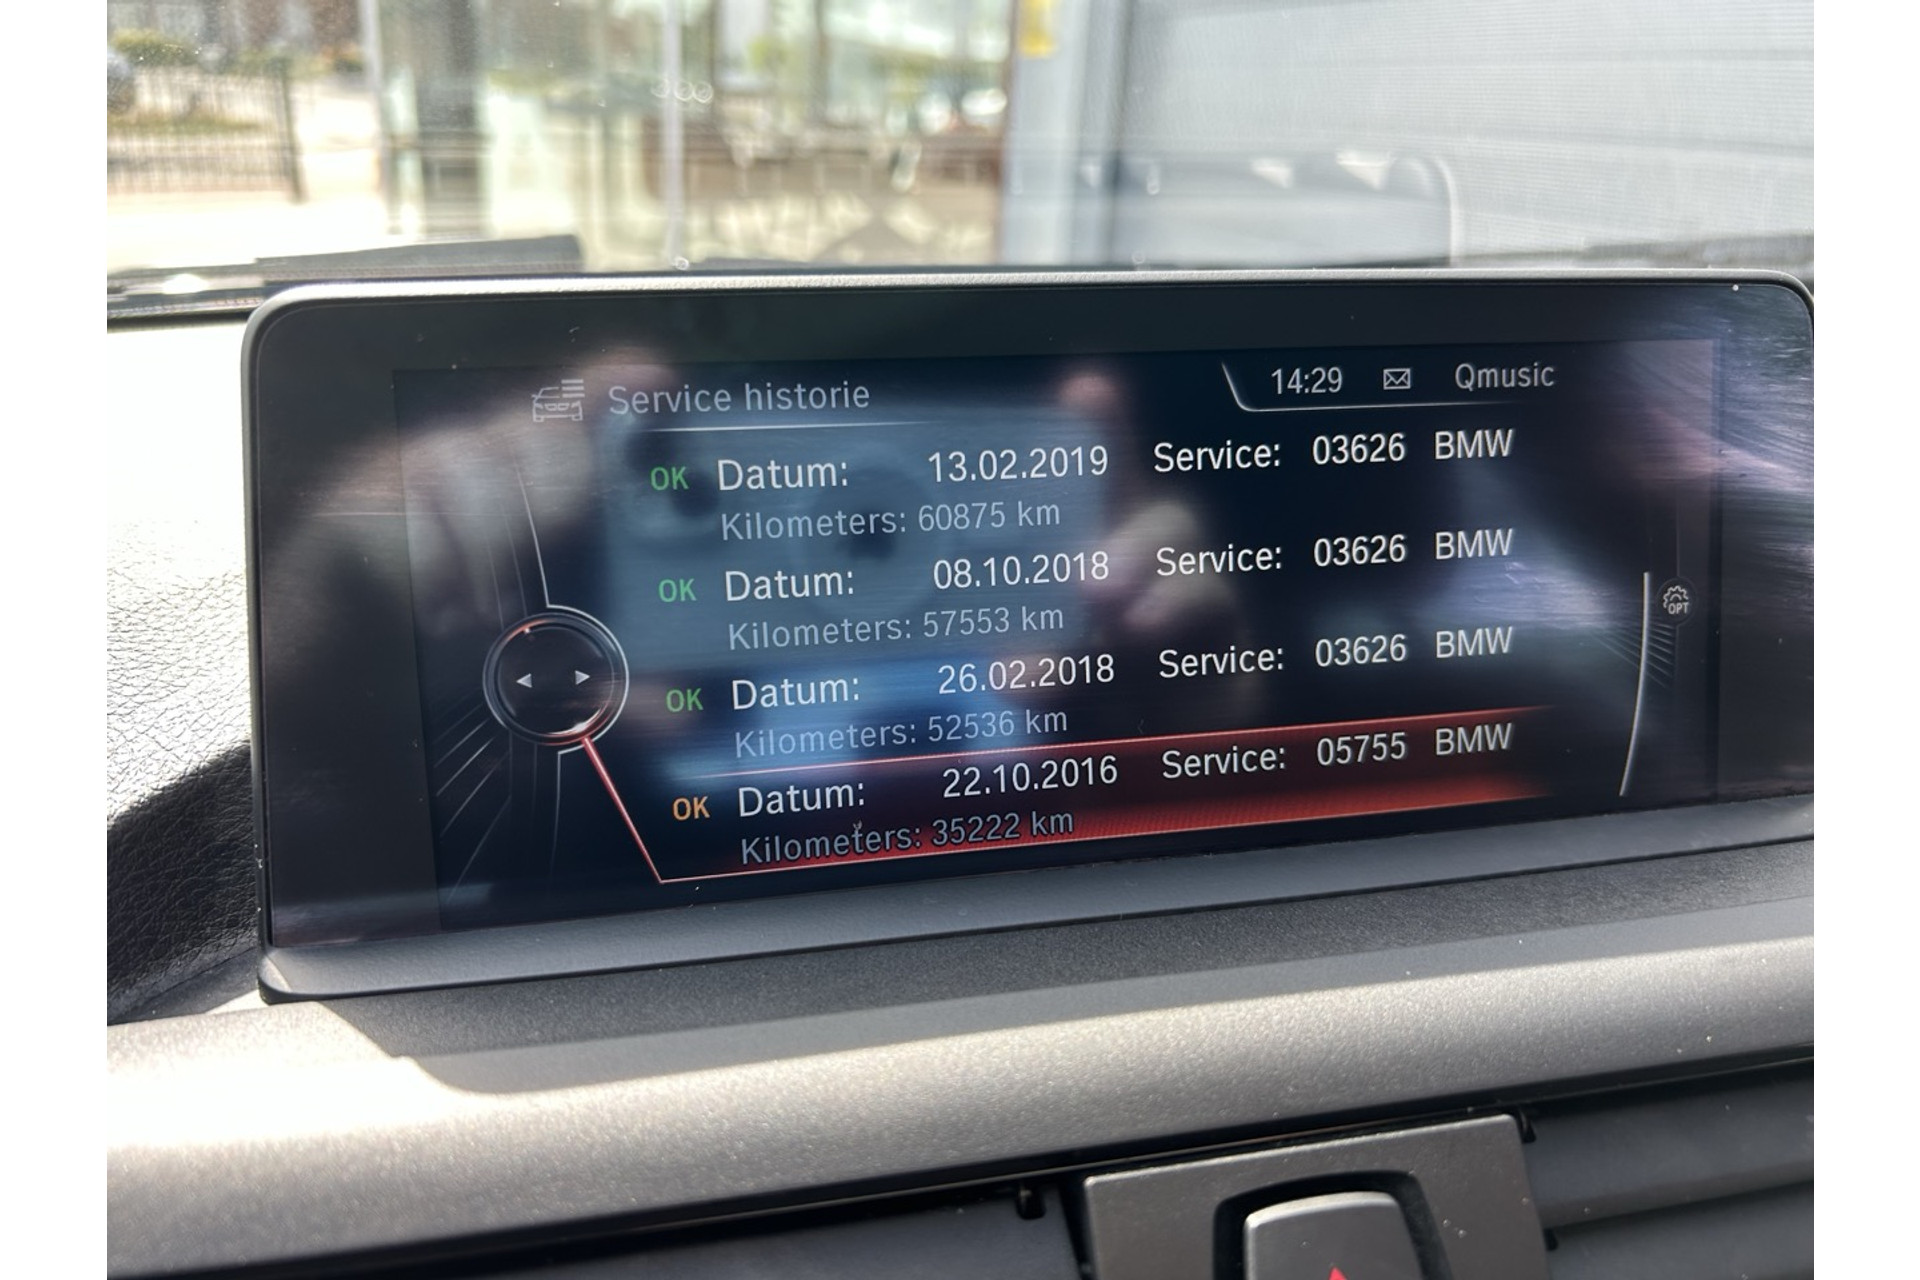 Service historie 14:29 Qmusic
OK Datum: 13.02.2019 Service: 03626 BMW
Kilometers: 60875 km
OK Datum: 08.10.2018 Service: 03626 BMW
Kilometers: 57553 km
OK Datum: 26.02.2018 Service: 03626 BMW
Kilometers: 52536 km
OK Datum: 22.10.2016 Service: 05755 BMW
Kilometers: 35222 km
OPT